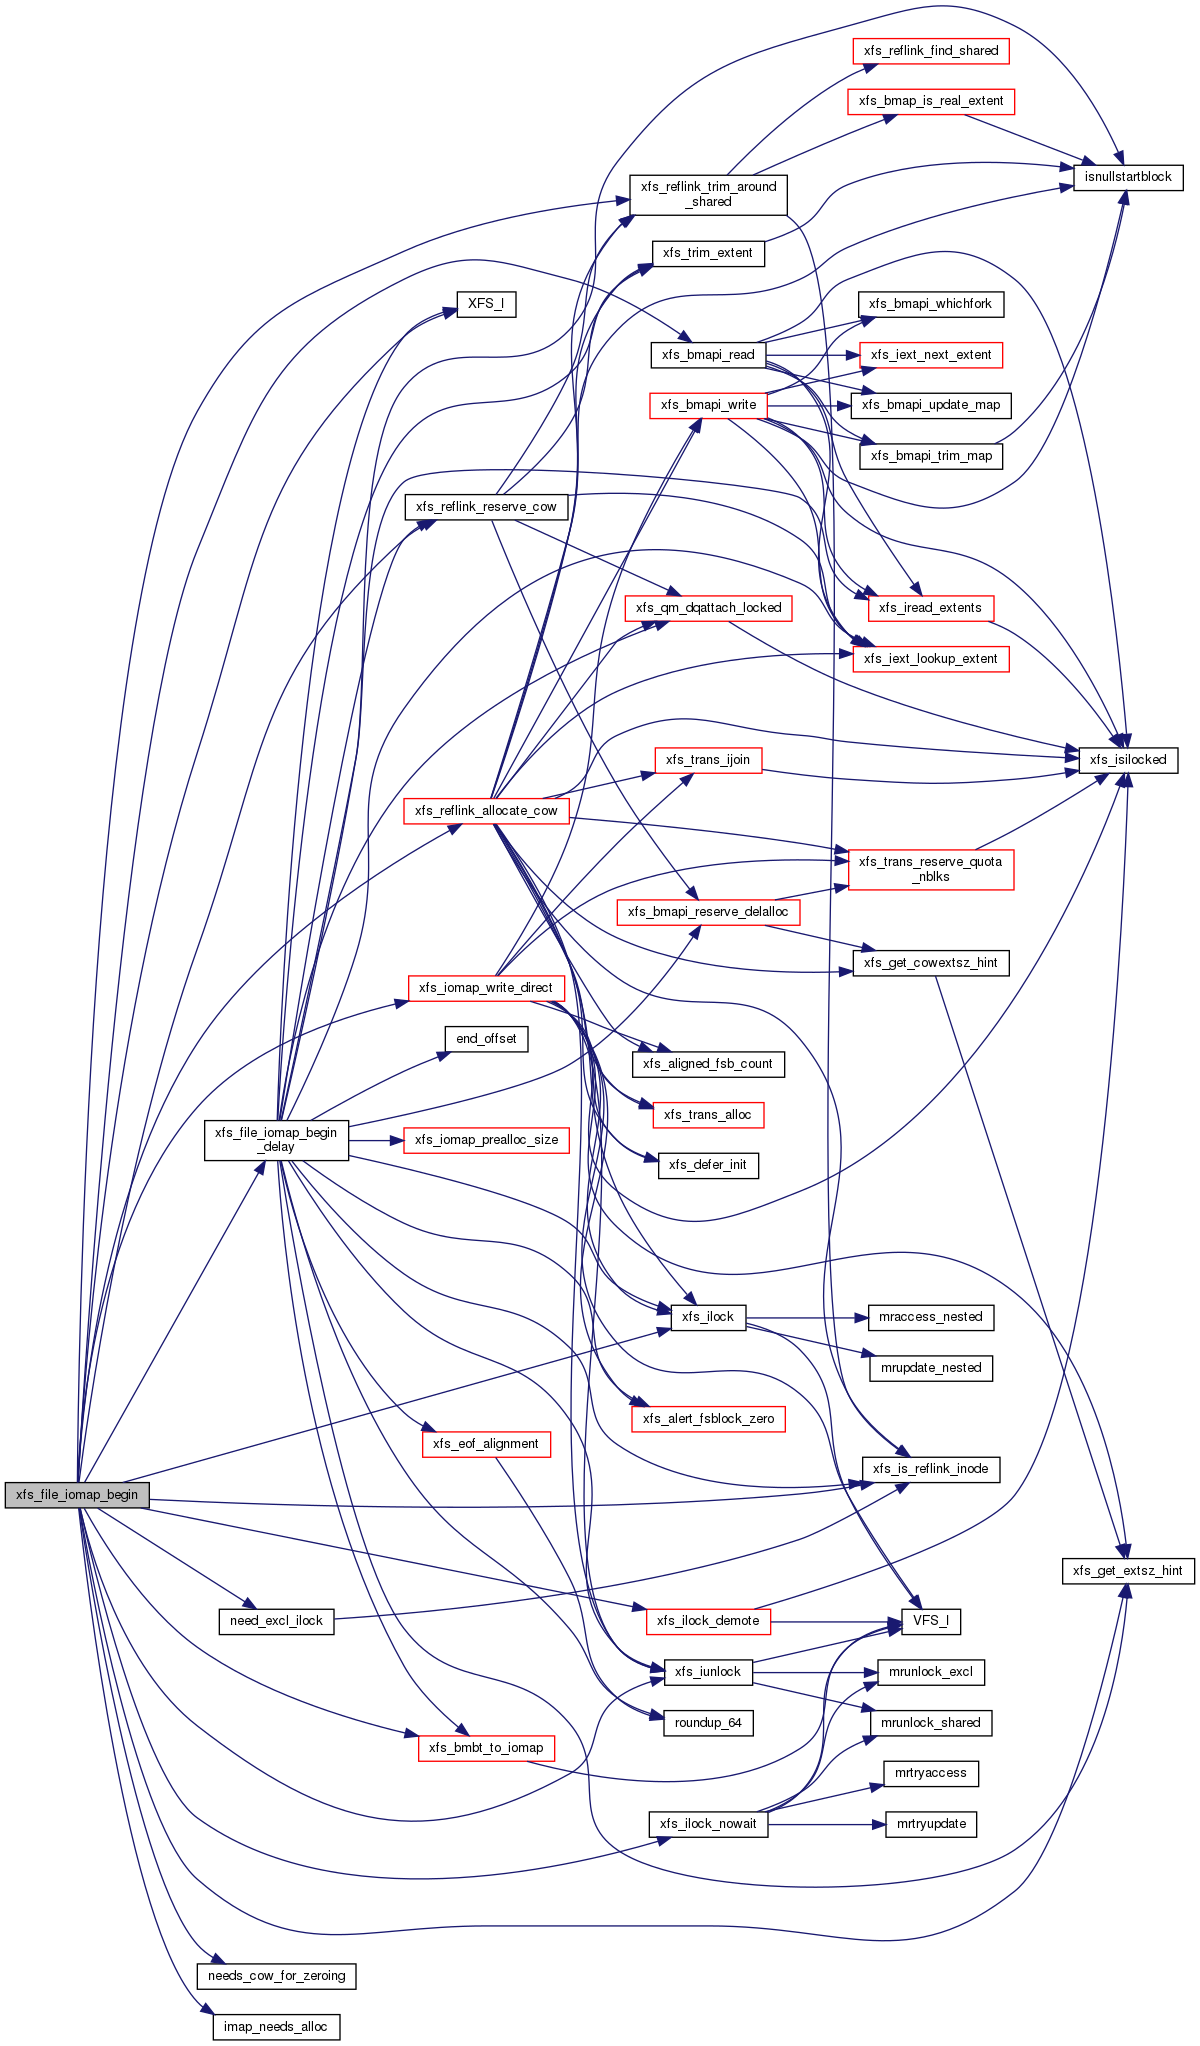 xfs_reflink_find_shared
xfs_bmap_is_real_extent
isnullstartblock
xfs_reflink_trim_around
_shared
xfs_trim_extent
XFS_I
xfs_bmapi_whichfork
xfs_bmapi_read
xfs_iext_next_extent
xfs_bmapi_write
xfs_bmapi_update_map
xfs_bmapi_trim_map
xfs_reflink_reserve_cow
xfs_qm_dqattach_locked
xfs_iread_extents
xfs_iext_lookup_extent
xfs_isilocked
xfs_trans_ijoin
xfs_reflink_allocate_cow
xfs_trans_reserve_quota
_nblks
xfs_bmapi_reserve_delalloc
xfs_get_cowextsz_hint
xfs_iomap_write_direct
end_offset
xfs_aligned_fsb_count
xfs_trans_alloc
xfs_file_iomap_begin
_delay
xfs_iomap_prealloc_size
xfs_defer_init
xfs_ilock
mraccess_nested
mrupdate_nested
xfs_alert_fsblock_zero
xfs_eof_alignment
xfs_is_reflink_inode
xfs_file_iomap_begin
xfs_get_extsz_hint
need_excl_ilock
xfs_ilock_demote
VFS_I
xfs_iunlock
mrunlock_excl
roundup_64
mrunlock_shared
xfs_bmbt_to_iomap
mrtryaccess
xfs_ilock_nowait
mrtryupdate
needs_cow_for_zeroing
imap_needs_alloc